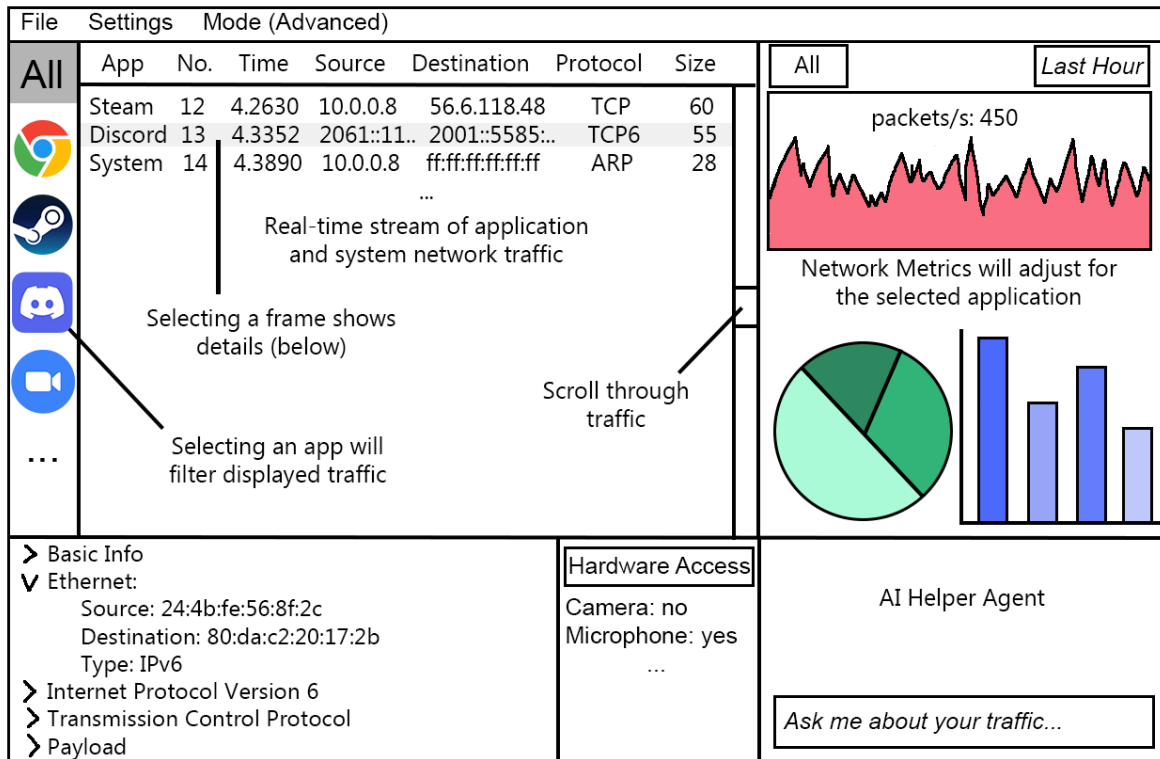 File Settings Mode (Advanced)
All
App No. Time Source Destination Protocol Size
Steam 12 4.2630 10.0.0.8 56.6.118.48 TCP 60
Discord 13 4.3352 2061::11.. 2001::5585:.. TCP6 55
System 14 4.3890 10.0.0.8 ff:ff:ff:ff:ff:ff ARP 28
...
Real-time stream of application
and system network traffic
Selecting a frame shows
details (below)
Scroll through
traffic
Selecting an app will
filter displayed traffic
...
All Last Hour
packets/s: 450
Network Metrics will adjust for
the selected application
> Basic Info
v Ethernet:
Source: 24:4b:fe:56:8f:2c
Destination: 80:da:c2:20:17:2b
Type: IPv6
> Internet Protocol Version 6
> Transmission Control Protocol
> Payload
Hardware Access
Camera: no
Microphone: yes
...
AI Helper Agent
Ask me about your traffic...